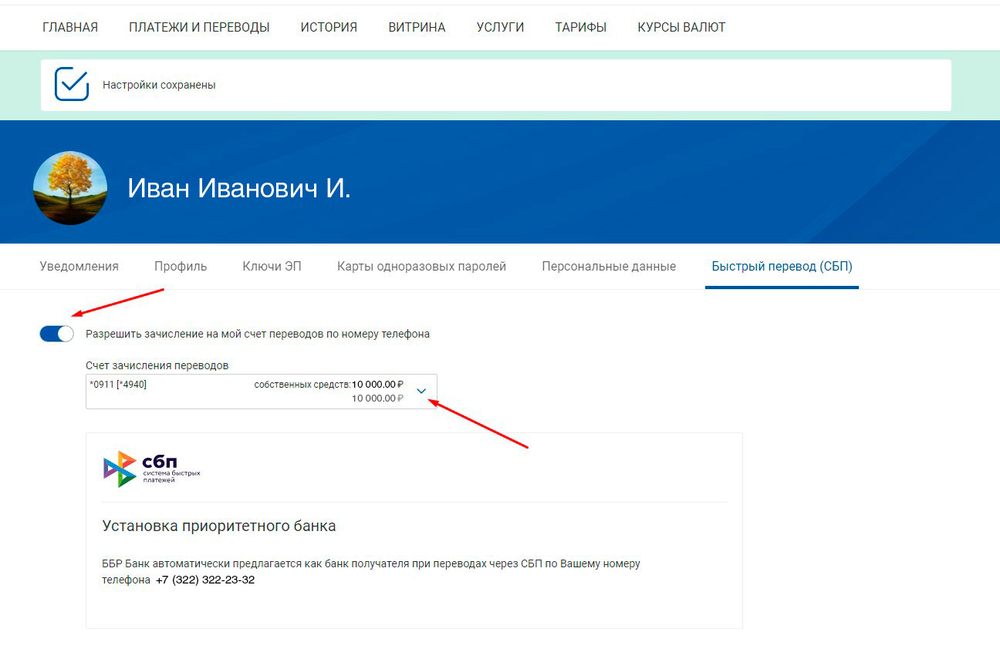 ГЛАВНАЯ ПЛАТЕЖИ И ПЕРЕВОДЫ ИСТОРИЯ ВИТРИНА УСЛУГИ ТАРИФЫ КУРСЫ ВАЛЮТ
Настройки сохранены
Иван Иванович И.
Уведомления Профиль Ключи ЭП Карты одноразовых паролей Персональные данные Быстрый перевод (СБП)
Разрешить зачисление на мой счет переводов по номеру телефона
Счет зачисления переводов
*0911 [*4940] собственных средств:10 000.00 ₽
10 000.00 ₽
сбп
система быстрых
платежей
Установка приоритетного банка
ББР Банк автоматически предлагается как банк получателя при переводах через СБП по Вашему номеру
телефона +7 (322) 322-23-32